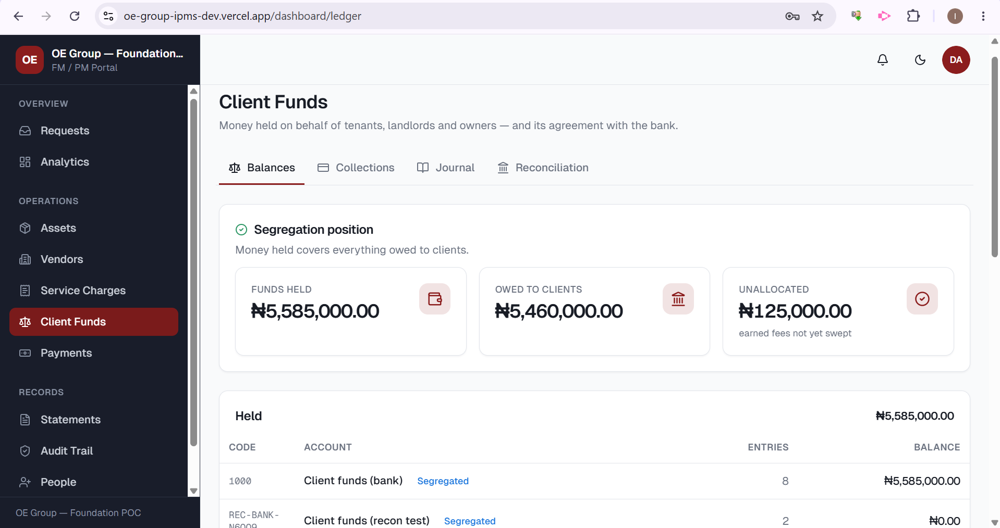 oe-group-ipms-dev.vercel.app/dashboard/ledger
I
OE
OE Group — Foundation...
FM / PM Portal
DA
OVERVIEW
Requests
Analytics
OPERATIONS
Assets
Vendors
Service Charges
Client Funds
Payments
RECORDS
Statements
Audit Trail
People
OE Group — Foundation POC
Client Funds
Money held on behalf of tenants, landlords and owners — and its agreement with the bank.
Balances
Collections
Journal
Reconciliation
Segregation position
Money held covers everything owed to clients.
FUNDS HELD
₦5,585,000.00
OWED TO CLIENTS
₦5,460,000.00
UNALLOCATED
₦125,000.00
earned fees not yet swept
Held ₦5,585,000.00
CODE ACCOUNT ENTRIES BALANCE
1000 Client funds (bank) Segregated 8 ₦5,585,000.00
REC-BANK-
Client funds (recon test) Segregated 2 ₦0.00